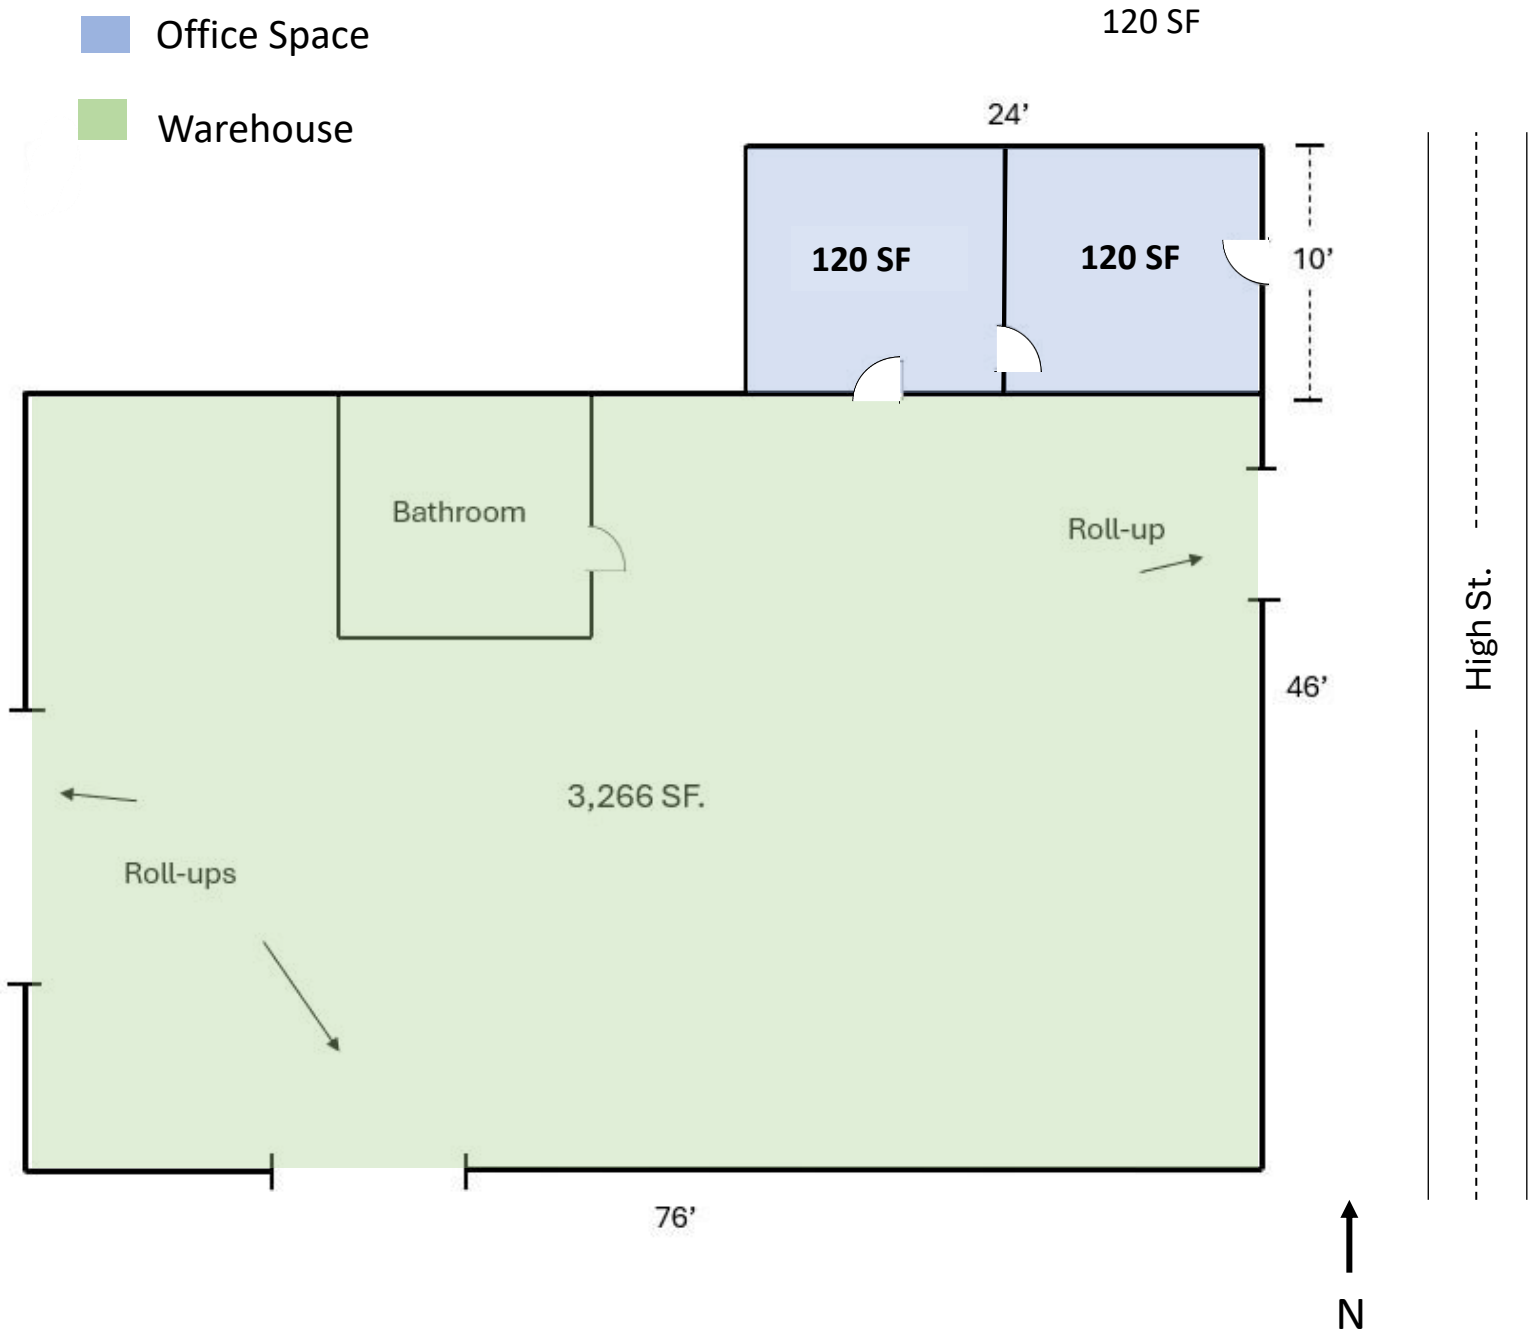 Office Space
120 SF
Warehouse
24’
120 SF
120 SF
10’
Bathroom
Roll-up
High St.
46’
3,266 SF.
Roll-ups
76’
N